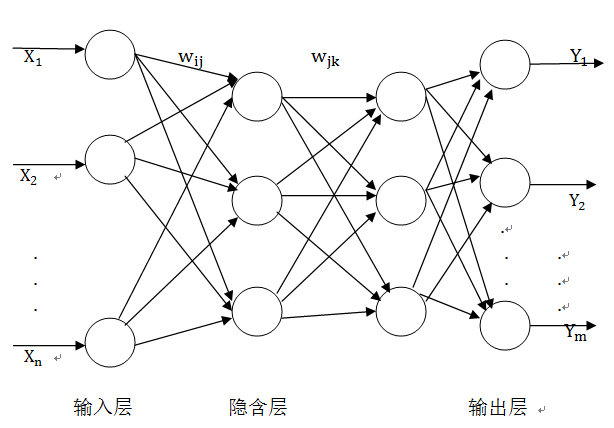 X₁ wᵢⱼ wⱼₖ Y₁
X₂ Y₂
.
. . .
. . .
. .
Xₙ Yₘ
输入层 隐含层 输出层